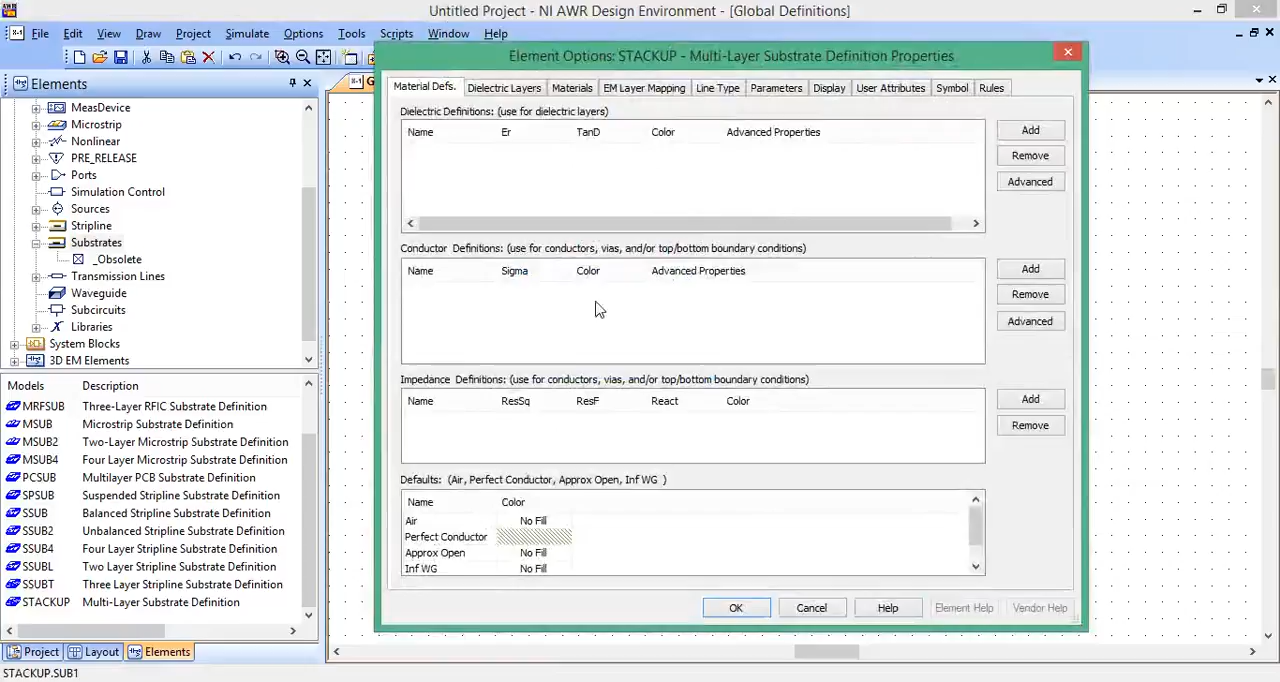 Untitled Project - NI AWR Design Environment - [Global Definitions]
File Edit View Draw Project Simulate Options Tools Scripts Window Help
Elements
MeasDevice
Microstrip
Nonlinear
PRE_RELEASE
Ports
Simulation Control
Sources
Stripline
Substrates
_Obsolete
Transmission Lines
Waveguide
Subcircuits
Libraries
System Blocks
3D EM Elements
Models Description
MRFSUB Three-Layer RFIC Substrate Definition
MSUB Microstrip Substrate Definition
MSUB2 Two-Layer Microstrip Substrate Definition
MSUB4 Four Layer Microstrip Substrate Definition
PCSUB Multilayer PCB Substrate Definition
SPSUB Suspended Stripline Substrate Definition
SSUB Balanced Stripline Substrate Definition
SSUB2 Unbalanced Stripline Substrate Definition
SSUB4 Four Layer Stripline Substrate Definition
SSUBL Two Layer Stripline Substrate Definition
SSUBT Three Layer Stripline Substrate Definition
STACKUP Multi-Layer Substrate Definition
Project Layout Elements
STACKUP.SUB1
G
Element Options: STACKUP - Multi-Layer Substrate Definition Properties
Material Defs. Dielectric Layers Materials EM Layer Mapping Line Type Parameters Display User Attributes Symbol Rules
Dielectric Definitions: (use for dielectric layers)
Name Er TanD Color Advanced Properties
Add
Remove
Advanced
Conductor Definitions: (use for conductors, vias, and/or top/bottom boundary conditions)
Name Sigma Color Advanced Properties
Add
Remove
Advanced
Impedance Definitions: (use for conductors, vias, and/or top/bottom boundary conditions)
Name ResSq ResF React Color
Add
Remove
Defaults: (Air, Perfect Conductor, Approx Open, Inf WG )
Name Color
Air No Fill
Perfect Conductor
Approx Open No Fill
Inf WG No Fill
OK Cancel Help Element Help Vendor Help